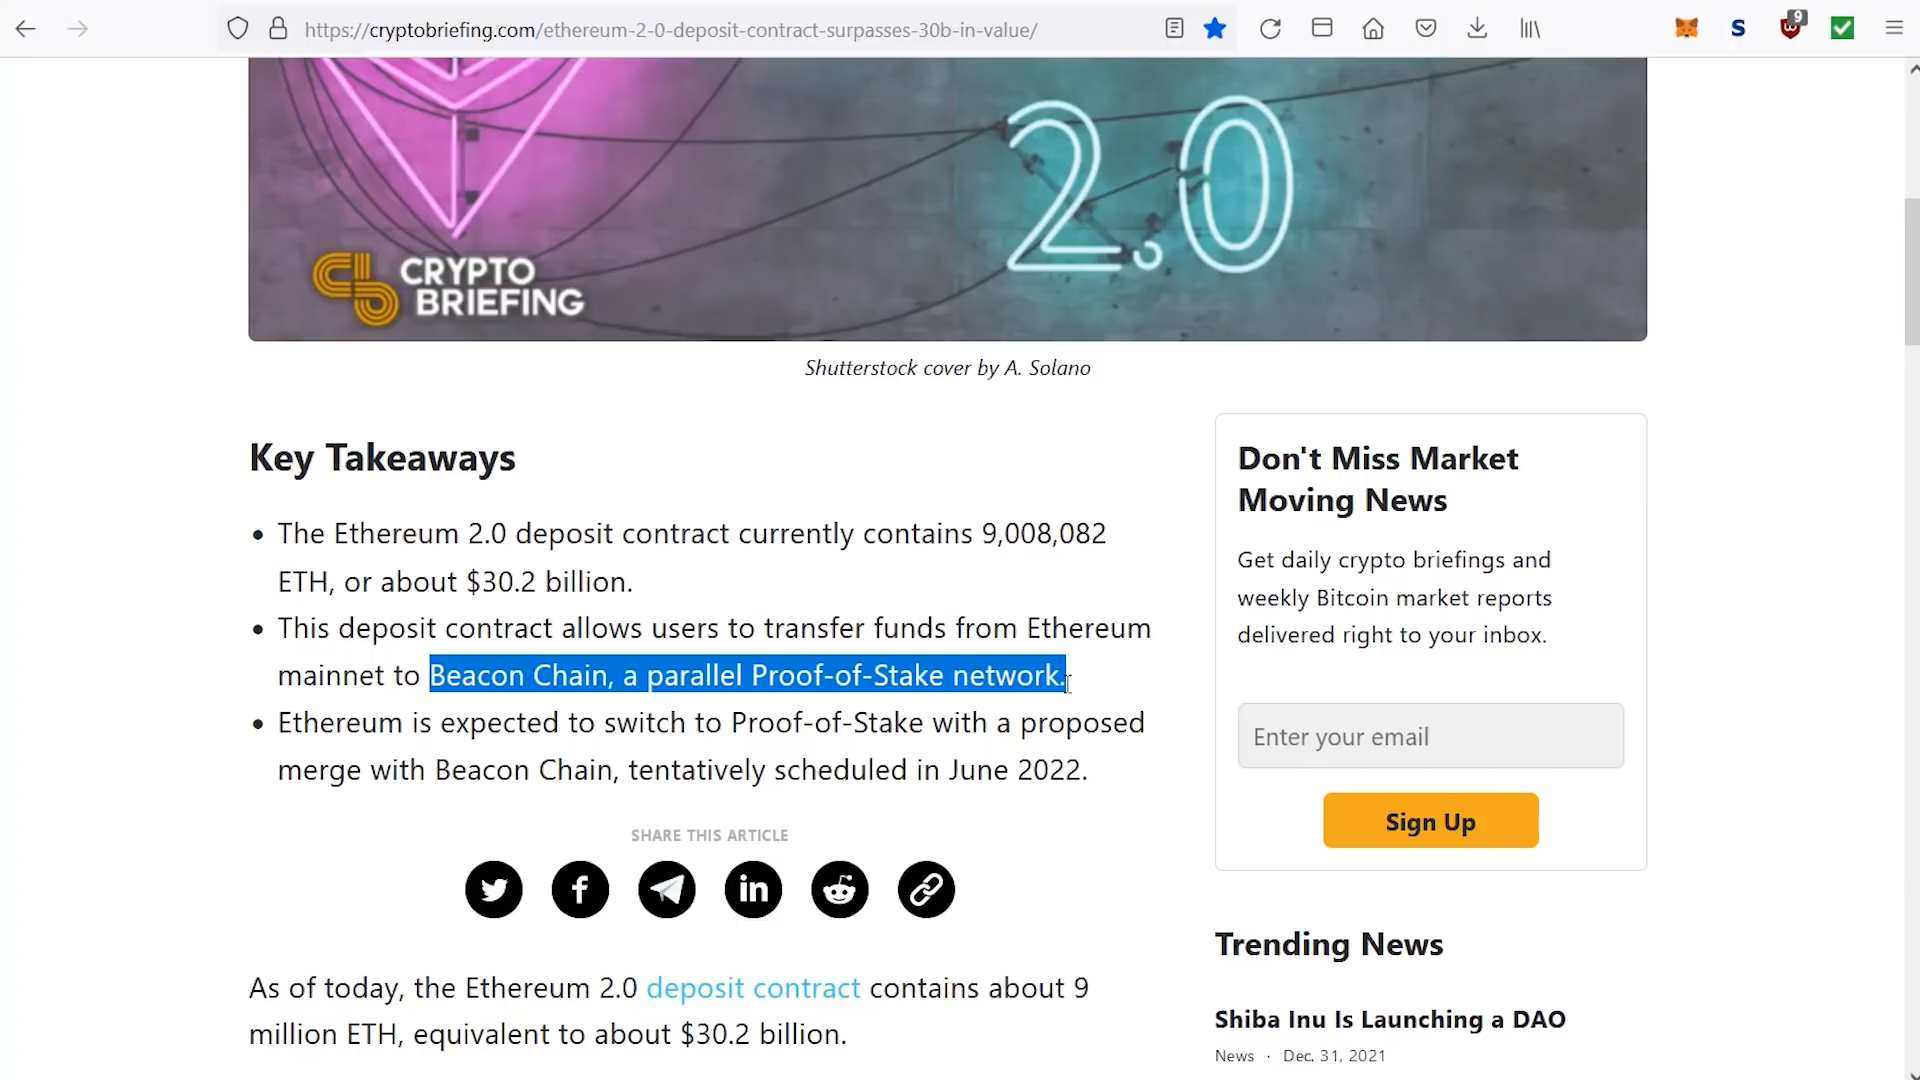 https://cryptobriefing.com/ethereum-2-0-deposit-contract-surpasses-30b-in-value/
S
9
2.0
CRYPTO
BRIEFING
Shutterstock cover by A. Solano
Key Takeaways
• The Ethereum 2.0 deposit contract currently contains 9,008,082
ETH, or about $30.2 billion.
• This deposit contract allows users to transfer funds from Ethereum
mainnet to Beacon Chain, a parallel Proof-of-Stake network.
• Ethereum is expected to switch to Proof-of-Stake with a proposed
merge with Beacon Chain, tentatively scheduled in June 2022.
SHARE THIS ARTICLE
f
in
As of today, the Ethereum 2.0 deposit contract contains about 9
million ETH, equivalent to about $30.2 billion.
Don't Miss Market
Moving News
Get daily crypto briefings and
weekly Bitcoin market reports
delivered right to your inbox.
Enter your email
Sign Up
Trending News
Shiba Inu Is Launching a DAO
News · Dec. 31, 2021